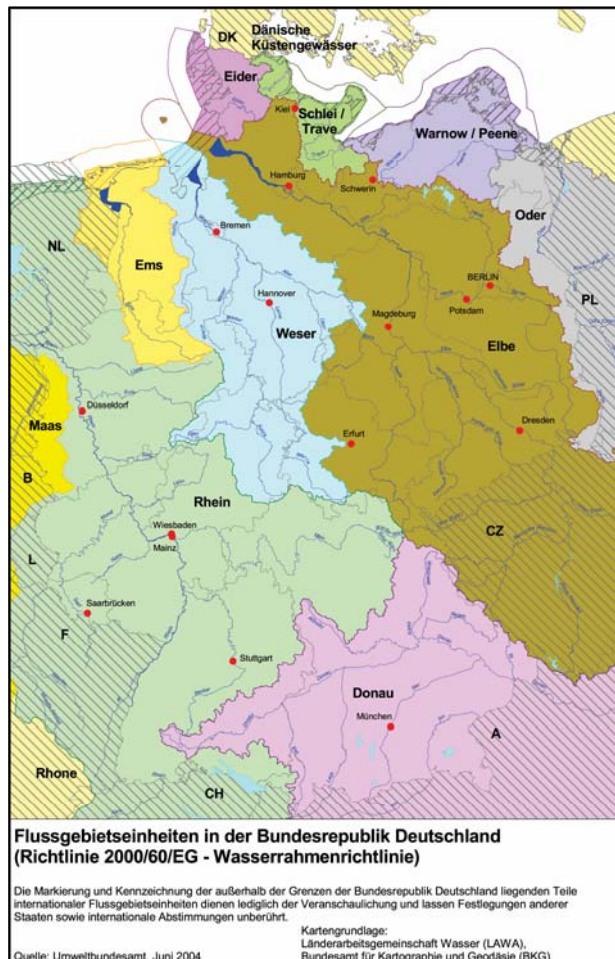 DK
Dänische
Küstengewässer
Eider
Kiel
Schlei /
Trave
Warnow / Peene
Hamburg
Schwerin
Oder
NL
Bremen
Ems
BERLIN
PL
Hannover
Potsdam
Weser
Magdeburg
Elbe
Düsseldorf
Maas
Erfurt
Dresden
B
Rhein
CZ
Wiesbaden
Mainz
L
Saarbrücken
F
Stuttgart
Donau
München
A
Rhone
CH
Flussgebietseinheiten in der Bundesrepublik Deutschland
(Richtlinie 2000/60/EG - Wasserrahmenrichtlinie)
Die Markierung und Kennzeichnung der außerhalb der Grenzen der Bundesrepublik Deutschland liegenden Teile
internationaler Flussgebietseinheiten dienen lediglich der Veranschaulichung und lassen Festlegungen anderer
Staaten sowie internationale Abstimmungen unberührt.
Kartengrundlage:
Länderarbeitsgemeinschaft Wasser (LAWA),
Quelle: Umweltbundesamt, Juni 2004
Bundesamt für Kartographie und Geodäsie (BKG)